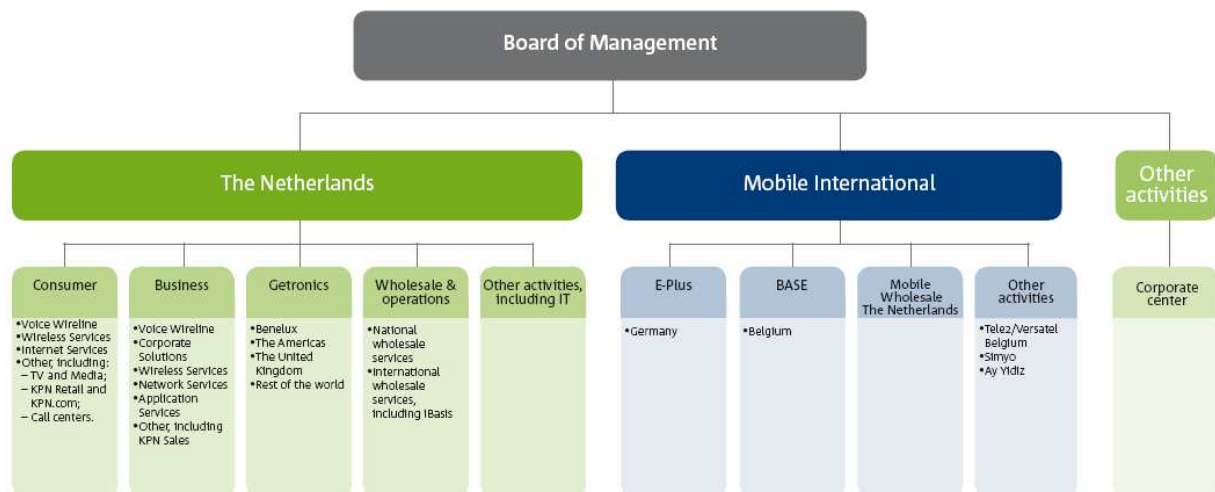 Board of Management
The Netherlands
Mobile International
Other
activities
Consumer
•Voice Wireline
•Wireless Services
•Internet Services
•Other, including:
– TV and Media;
– KPN Retail and
KPN.com;
– Call centers.
Business
•Voice Wireline
•Corporate
Solutions
•Wireless Services
•Network Services
•Application
Services
•Other, including
KPN Sales
Getronics
•Benelux
•The Americas
•The United
Kingdom
•Rest of the world
Wholesale &
operations
•National
wholesale
services
•International
wholesale
services,
including iBasis
Other activities,
including IT
E-Plus
•Germany
BASE
•Belgium
Mobile
Wholesale
The Netherlands
Other
activities
•Tele2/Versatel
Belgium
•Simyo
•Ay Yidiz
Corporate
center